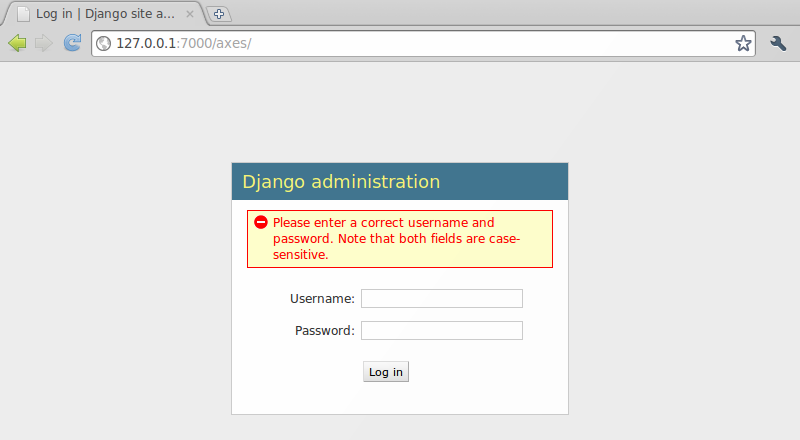 Log in | Django site a...
127.0.0.1:7000/axes/
Django administration
Please enter a correct username and
password. Note that both fields are case-
sensitive.
Username:
Password:
Log in